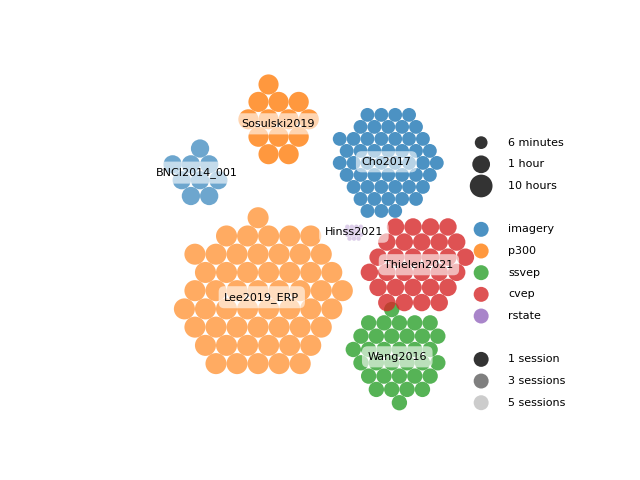 Sosulski2019
Cho2017
BNCI2014_001
Hinss2021
Thielen2021
Lee2019_ERP
Wang2016
6 minutes
1 hour
10 hours
imagery
p300
ssvep
cvep
rstate
1 session
3 sessions
5 sessions